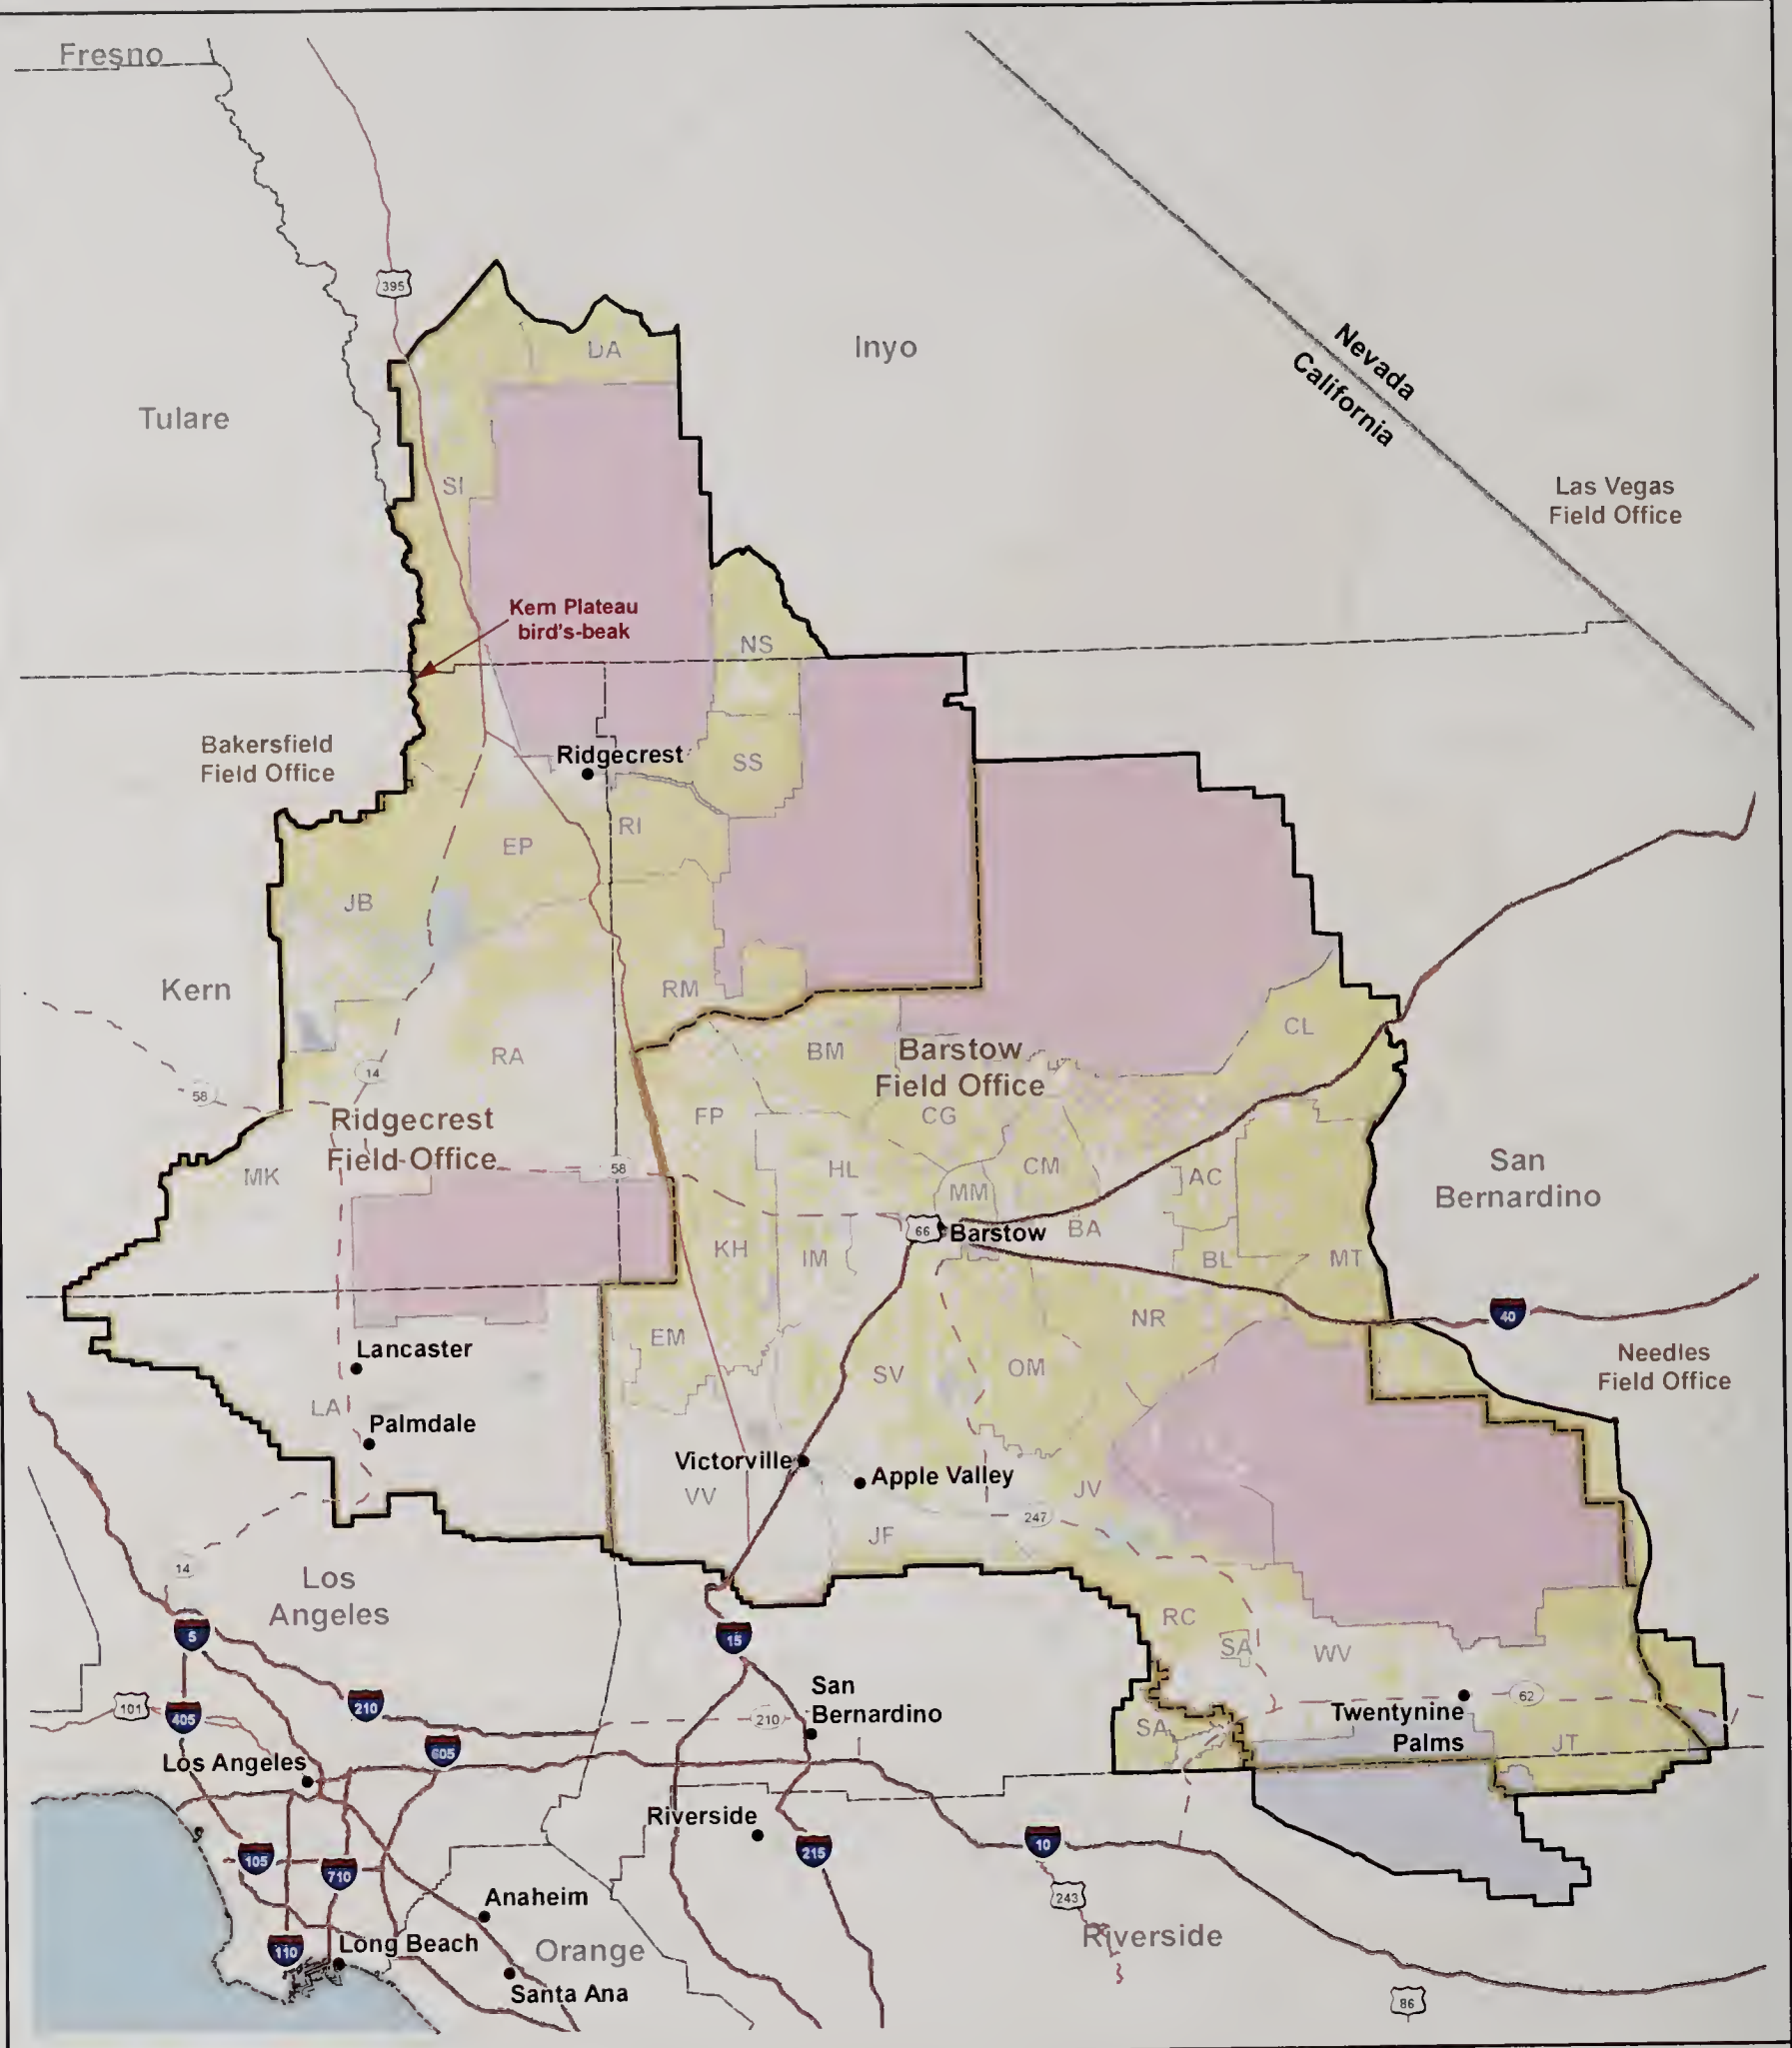 Fresno
395
Inyo
DA
Nevada
California
Tulare
SI
Las Vegas
Field Office
Kern Plateau
bird's-beak
NS
Bakersfield
Field Office
Ridgecrest
SS
RI
EP
JB
Kern
RM
CL
RA
BM
Barstow
Field Office
14
58
FP
CG
Ridgecrest
Field Office
58
MK
HL
CM
MM
AC
San
Bernardino
66
Barstow
BA
KH
IM
BL
MT
40
NR
EM
Lancaster
SV
OM
Needles
Field Office
LA
Palmdale
Victorville
Apple Valley
VV
JV
247
JF
14
Los
Angeles
5
15
RC
SA
WV
101
405
210
San
Bernardino
210
Twentynine
Palms
62
SA
JT
605
Los Angeles
Riverside
105
710
215
10
243
Anaheim
Riverside
110
Long Beach
Orange
Santa Ana
86